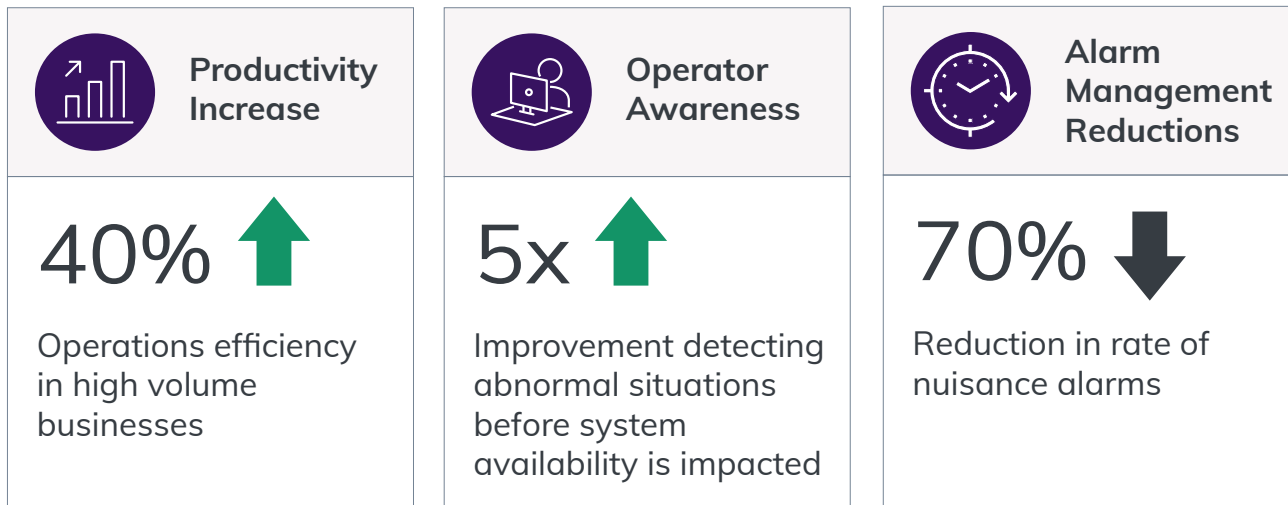 Productivity
Increase
40%
Operations efficiency
in high volume
businesses
Operator
Awareness
5x
Improvement detecting
abnormal situations
before system
availability is impacted
Alarm
Management
Reductions
70%
Reduction in rate of
nuisance alarms